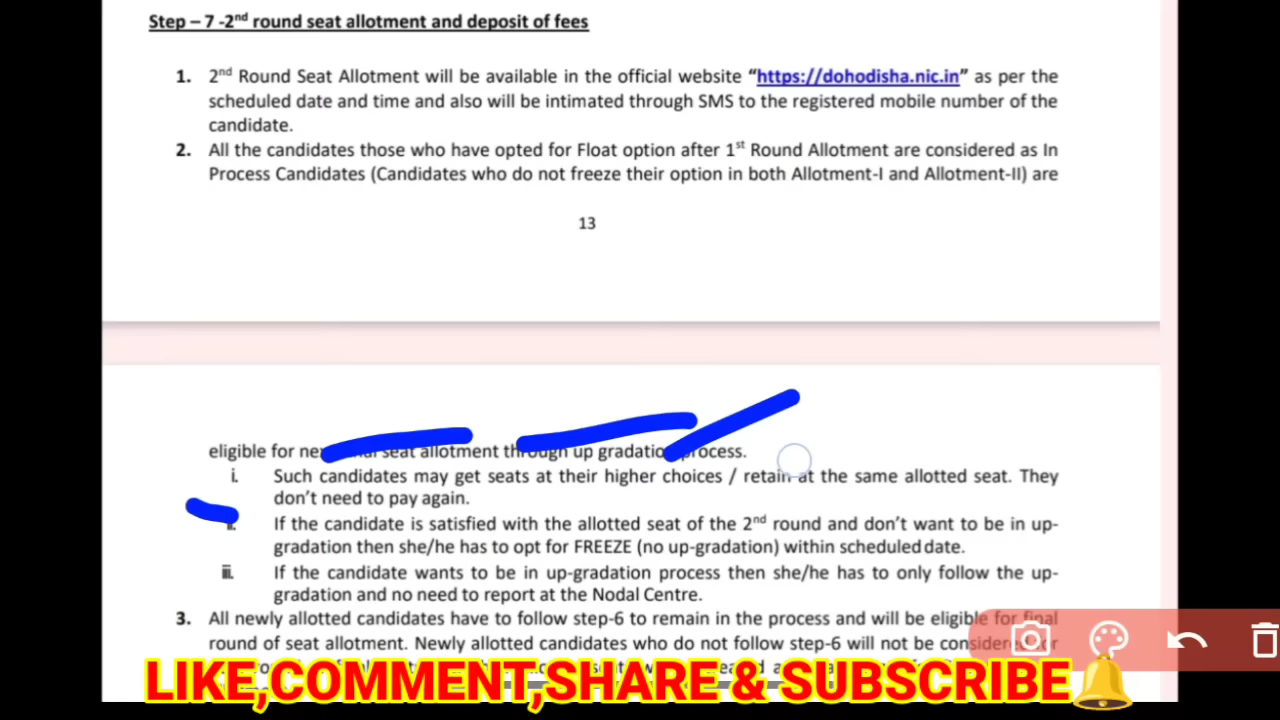 Step – 7 -2nd round seat allotment and deposit of fees
1. 2nd Round Seat Allotment will be available in the official website “https://dohodisha.nic.in” as per the
scheduled date and time and also will be intimated through SMS to the registered mobile number of the
candidate.
2. All the candidates those who have opted for Float option after 1st Round Allotment are considered as In
Process Candidates (Candidates who do not freeze their option in both Allotment-I and Allotment-II) are
13
eligible for seat allotment through up gradation process.
i. Such candidates may get seats at their higher choices / retain at the same allotted seat. They
don’t need to pay again.
ii. If the candidate is satisfied with the allotted seat of the 2nd round and don’t want to be in up-
gradation then she/he has to opt for FREEZE (no up-gradation) within scheduled date.
iii. If the candidate wants to be in up-gradation process then she/he has to only follow the up-
gradation and no need to report at the Nodal Centre.
3. All newly allotted candidates have to follow step-6 to remain in the process and will be eligible for final
round of seat allotment. Newly allotted candidates who do not follow step-6 will not be considered for
LIKE,COMMENT,SHARE & SUBSCRIBE